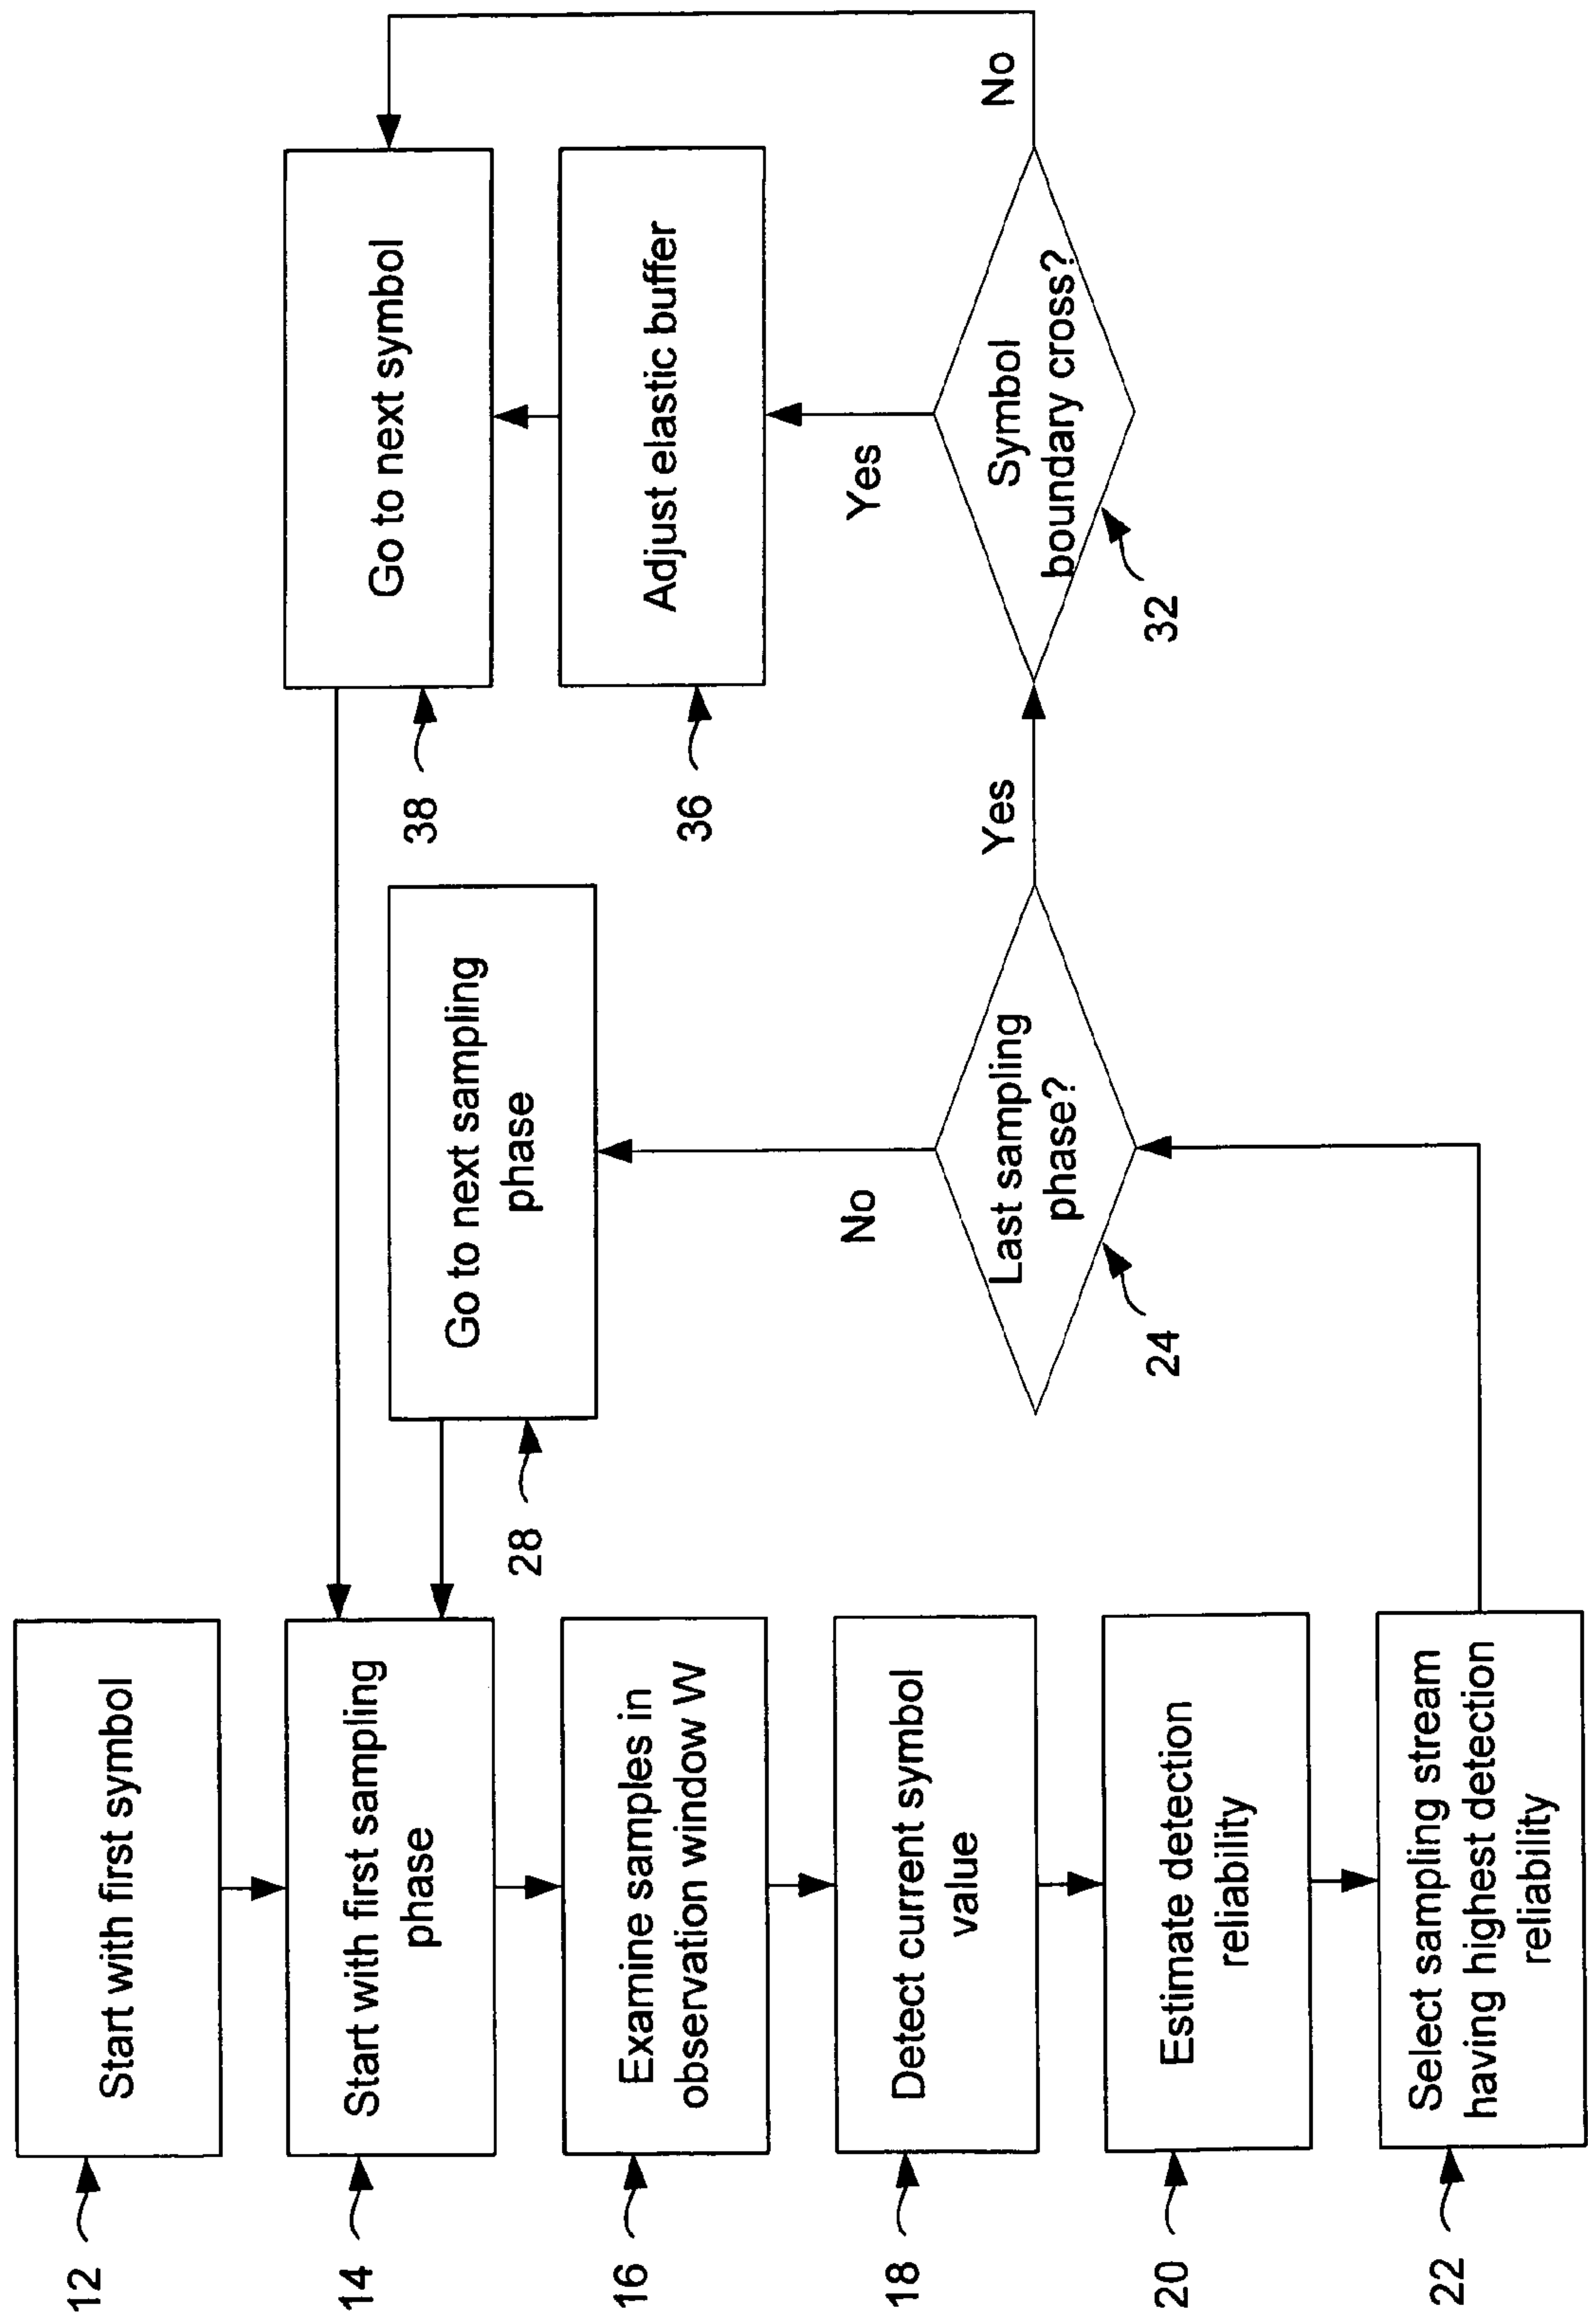 Start with first symbol
12
Start with first sampling
phase
14
Examine samples in
observation window W
16
Detect current symbol
value
18
Estimate detection
reliability
20
Select sampling stream
having highest detection
reliability
22
Go to next sampling
phase
28
No
Last sampling
phase?
24
Yes
Go to next symbol
38
Adjust elastic buffer
36
Yes
Symbol
boundary cross?
32
No